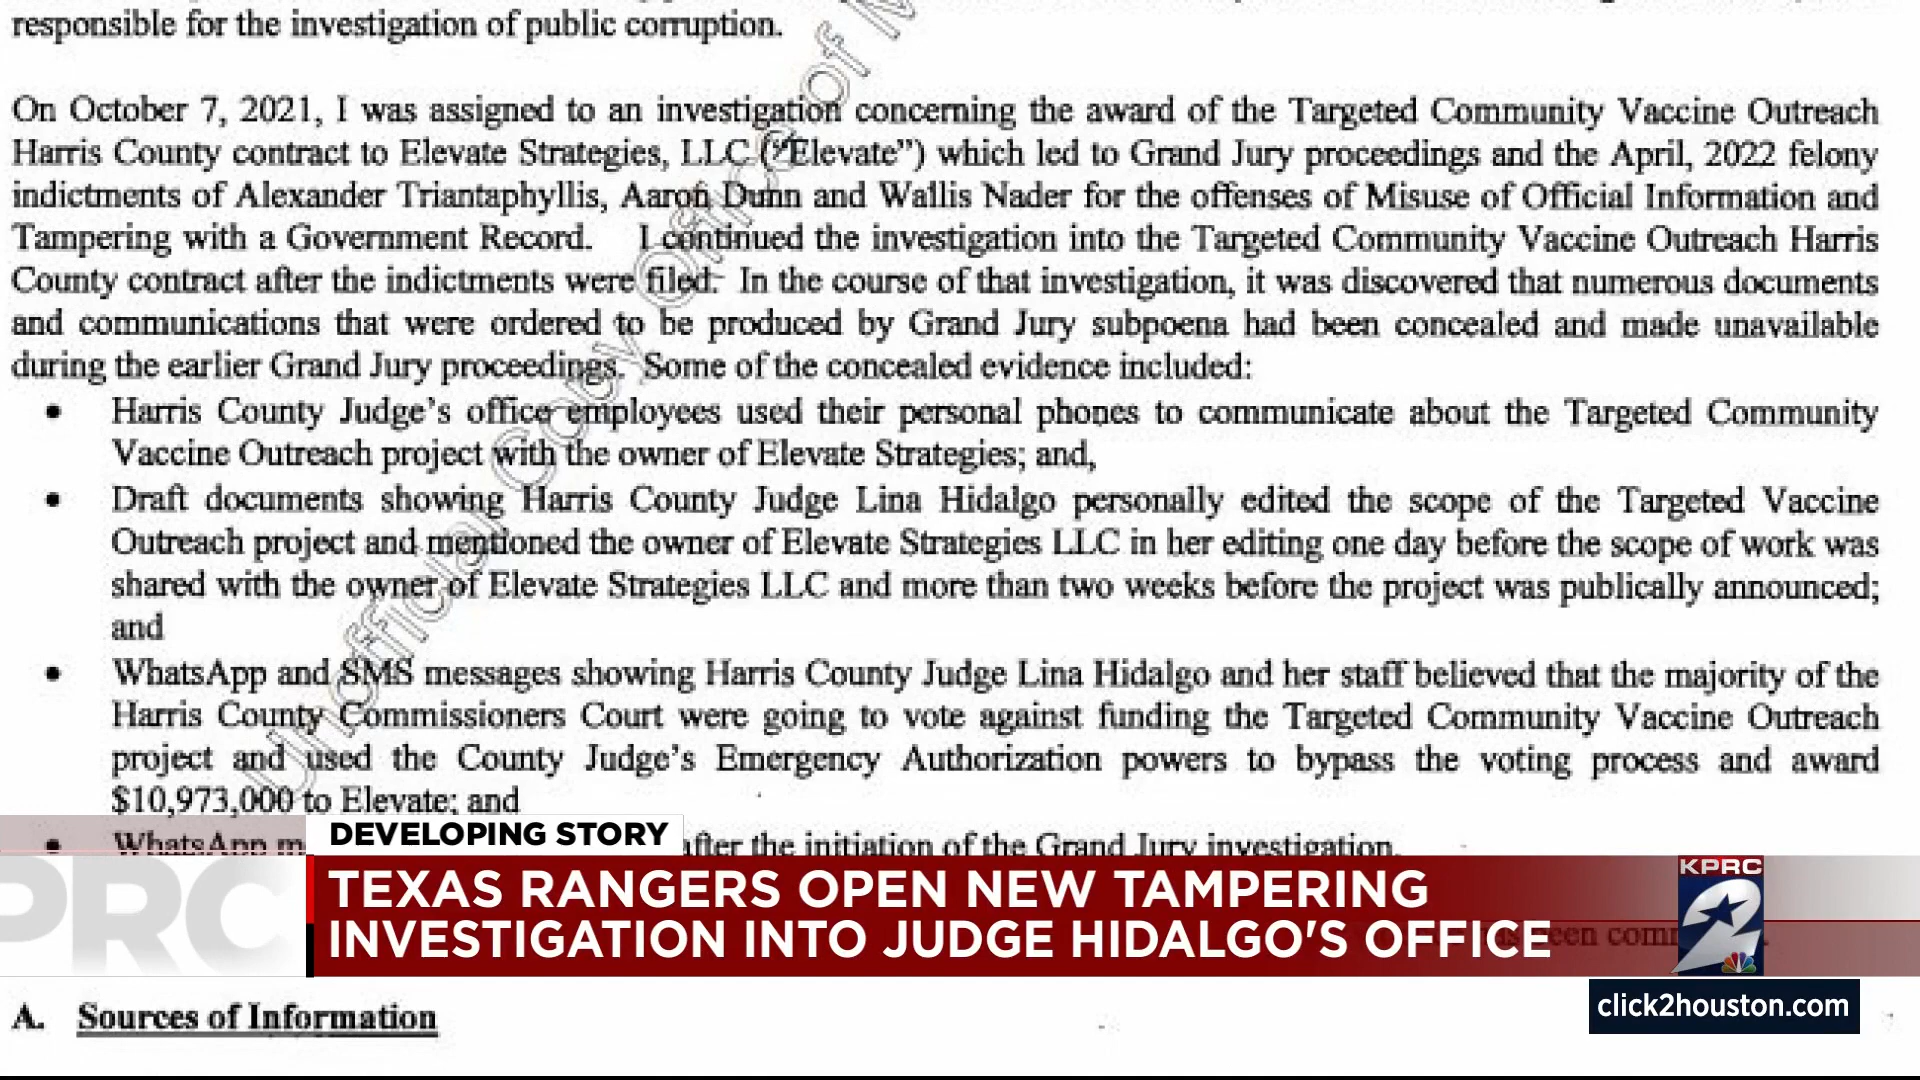 responsible for the investigation of public corruption.
On October 7, 2021, I was assigned to an investigation concerning the award of the Targeted Community Vaccine Outreach
Harris County contract to Elevate Strategies, LLC (“Elevate”) which led to Grand Jury proceedings and the April, 2022 felony
indictments of Alexander Triantaphyllis, Aaron Dunn and Wallis Nader for the offenses of Misuse of Official Information and
Tampering with a Government Record. I continued the investigation into the Targeted Community Vaccine Outreach Harris
County contract after the indictments were filed. In the course of that investigation, it was discovered that numerous documents
and communications that were ordered to be produced by Grand Jury subpoena had been concealed and made unavailable
during the earlier Grand Jury proceedings. Some of the concealed evidence included:
• Harris County Judge’s office employees used their personal phones to communicate about the Targeted Community
Vaccine Outreach project with the owner of Elevate Strategies; and,
• Draft documents showing Harris County Judge Lina Hidalgo personally edited the scope of the Targeted Vaccine
Outreach project and mentioned the owner of Elevate Strategies LLC in her editing one day before the scope of work was
shared with the owner of Elevate Strategies LLC and more than two weeks before the project was publically announced;
and
• WhatsApp and SMS messages showing Harris County Judge Lina Hidalgo and her staff believed that the majority of the
Harris County Commissioners Court were going to vote against funding the Targeted Community Vaccine Outreach
project and used the County Judge’s Emergency Authorization powers to bypass the voting process and award
$10,973,000 to Elevate; and
• WhatsApp after the initiation of the Grand Jury investigation.
Unofficial Copy Office of
DEVELOPING STORY
TEXAS RANGERS OPEN NEW TAMPERING
INVESTIGATION INTO JUDGE HIDALGO'S OFFICE
PRC
KPRC
2
click2houston.com
A. Sources of Information